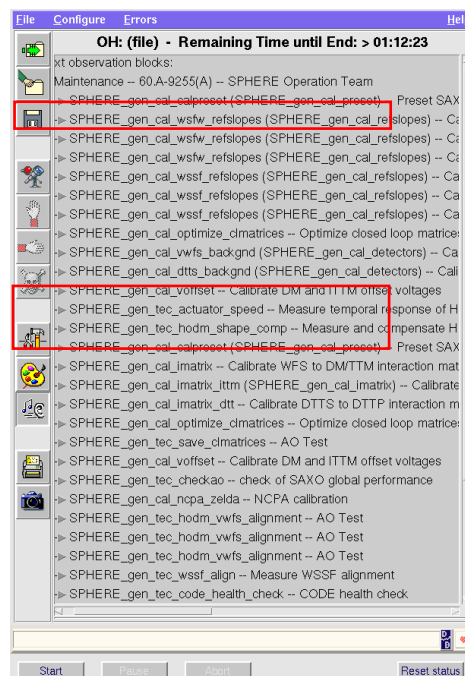 File Configure Errors Hel
OH: (file) - Remaining Time until End: > 01:12:23
xt observation blocks:
Maintenance -- 60.A-9255(A) -- SPHERE Operation Team
SPHERE_gen_cal_calpreset (SPHERE_gen_cal_preset) -- Preset SAX
SPHERE_gen_cal_wsfw_refslopes (SPHERE_gen_cal_refslopes) -- Ca
SPHERE_gen_cal_wsfw_refslopes (SPHERE_gen_cal_refslopes) -- Ca
SPHERE_gen_cal_wsfw_refslopes (SPHERE_gen_cal_refslopes) -- Ca
SPHERE_gen_cal_wssf_refslopes (SPHERE_gen_cal_refslopes) -- Ca
SPHERE_gen_cal_wssf_refslopes (SPHERE_gen_cal_refslopes) -- Ca
SPHERE_gen_cal_wssf_refslopes (SPHERE_gen_cal_refslopes) -- Ca
SPHERE_gen_cal_optimize_clmatrices -- Optimize closed loop matrices
SPHERE_gen_cal_vwfs_backgnd (SPHERE_gen_cal_detectors) -- Ca
SPHERE_gen_cal_dtts_backgnd (SPHERE_gen_cal_detectors) -- Cali
SPHERE_gen_cal_voffset -- Calibrate DM and ITTM offset voltages
SPHERE_gen_tec_actuator_speed -- Measure temporal response of H
SPHERE_gen_tec_hodm_shape_comp -- Measure and compensate H
SPHERE_gen_cal_calpreset (SPHERE_gen_cal_preset) -- Preset SAX
SPHERE_gen_cal_imatrix -- Calibrate WFS to DM/TTM interaction mat
SPHERE_gen_cal_imatrix_ittm (SPHERE_gen_cal_imatrix) -- Calibrate
SPHERE_gen_cal_imatrix_dtt -- Calibrate DTTS to DTTP interaction m
SPHERE_gen_cal_optimize_clmatrices -- Optimize closed loop matrices
SPHERE_gen_tec_save_clmatrices -- AO Test
SPHERE_gen_cal_voffset -- Calibrate DM and ITTM offset voltages
SPHERE_gen_tec_checkao -- check of SAXO global performance
SPHERE_gen_cal_ncpa_zelda -- NCPA calibration
SPHERE_gen_tec_hodm_vwfs_alignment -- AO Test
SPHERE_gen_tec_hodm_vwfs_alignment -- AO Test
SPHERE_gen_tec_hodm_vwfs_alignment -- AO Test
SPHERE_gen_tec_wssf_align -- Measure WSSF alignment
SPHERE_gen_tec_code_health_check -- CODE health check
Start Pause Abort Reset status